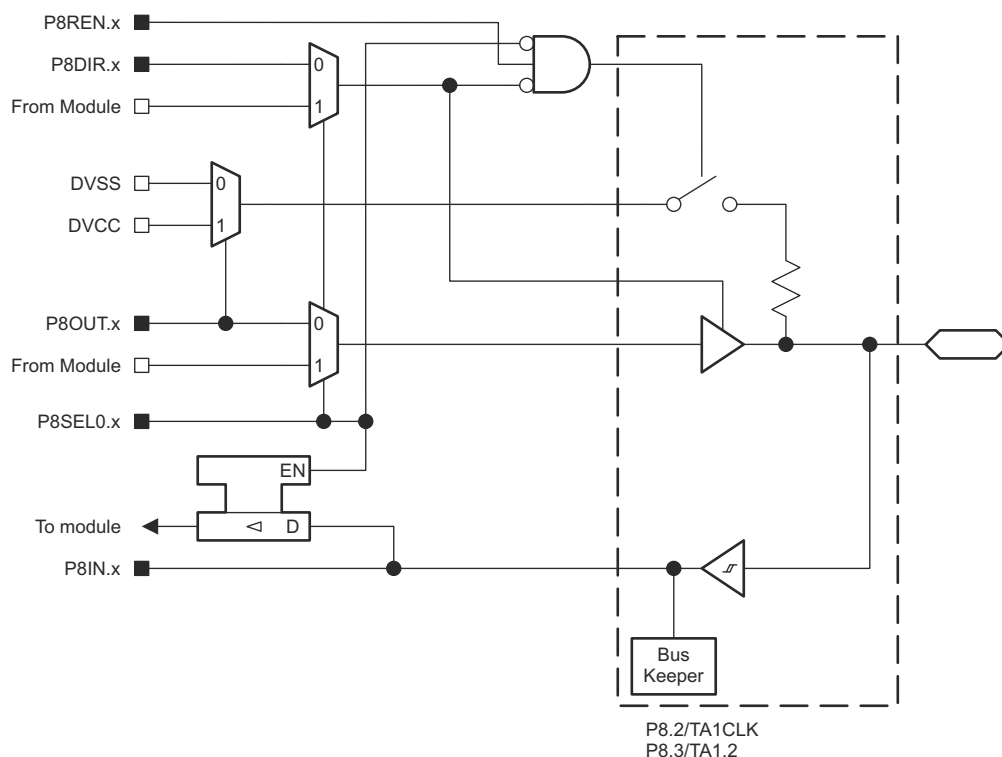 P8REN.x
P8DIR.x
0
From Module
1
DVSS
0
DVCC
1
P8OUT.x
0
From Module
1
P8SEL0.x
EN
To module
D
P8IN.x
Bus
Keeper
P8.2/TA1CLK
P8.3/TA1.2